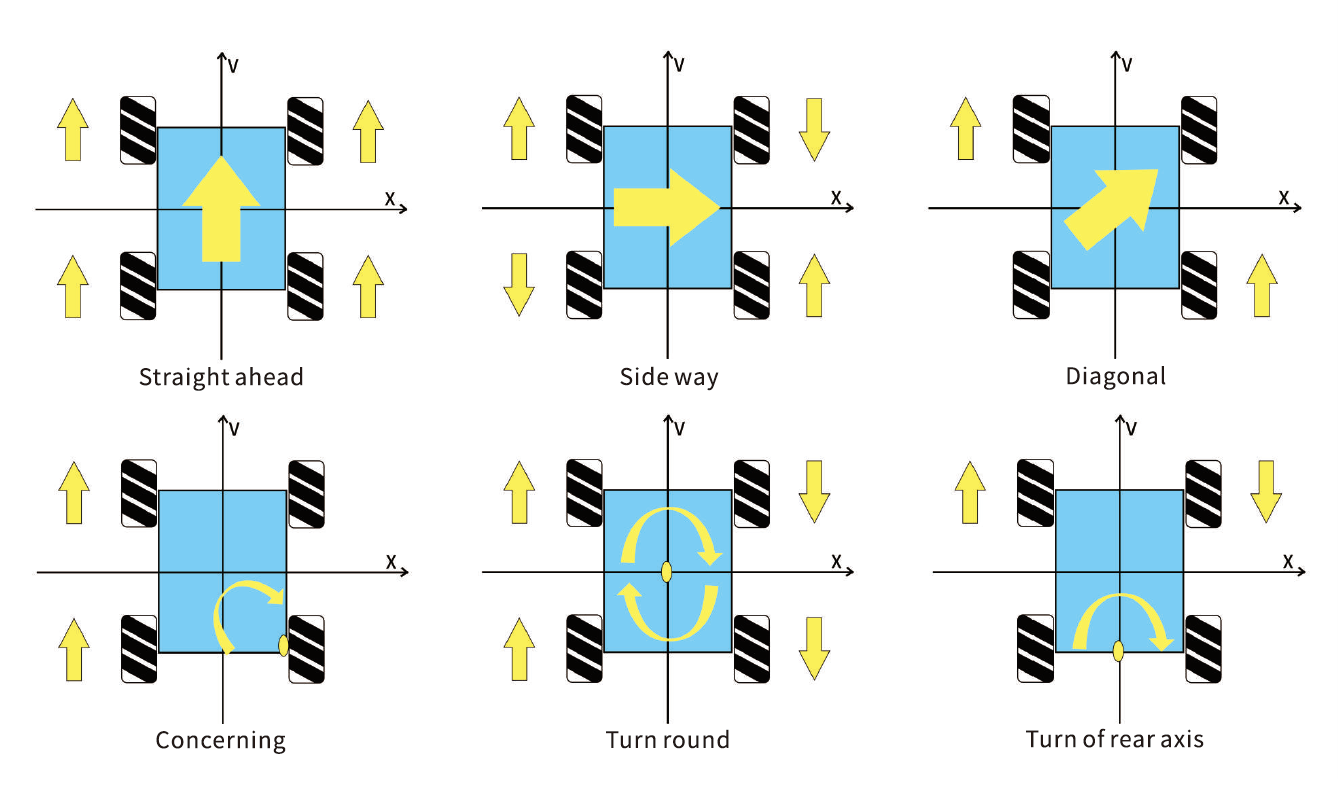 V
X
Straight ahead
V
X
Side way
V
X
Diagonal
V
X
Concerning
V
X
Turn round
V
X
Turn of rear axis